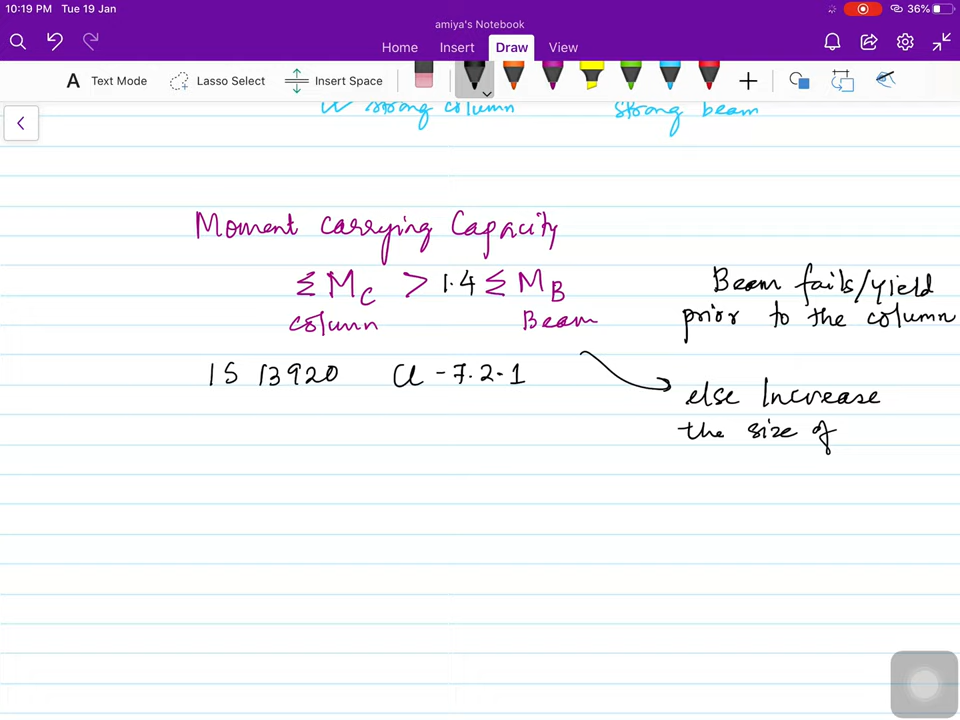 10:19 PM Tue 19 Jan
36%
amiya's Notebook
Home Insert Draw View
A Text Mode Lasso Select Insert Space
strong column strong beam
Moment Carrying Capacity
Σ MC > 1.4 Σ MB
column Beam
Beam fails/yield
prior to the column
IS 13920 Cl - 7.2.1
else Increase
the size of